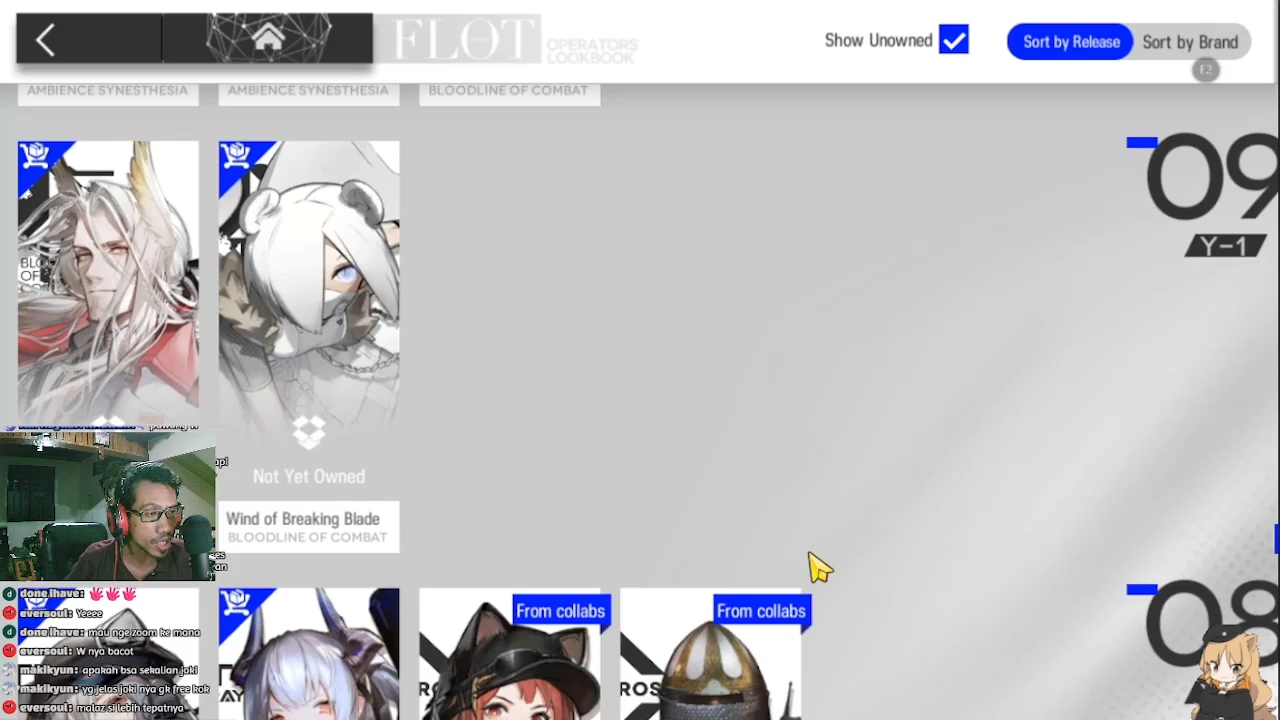 FLOT
OPERATORS'
LOOKBOOK
Show Unowned
Sort by Release
Sort by Brand
F2
AMBIENCE SYNESTHESIA
AMBIENCE SYNESTHESIA
BLOODLINE OF COMBAT
09
Y-1
Not Yet Owned
Wind of Breaking Blade
BLOODLINE OF COMBAT
From collabs
From collabs
08
done ihave:
eversoul: Yeeee
done ihave: mau nge zoom ke mana
eversoul: W nya bacot
makikyun: apakah bsa sekalian joki
makikyun: yg jelas joki nya gk free kok
eversoul: malaz si lebih tepatnya